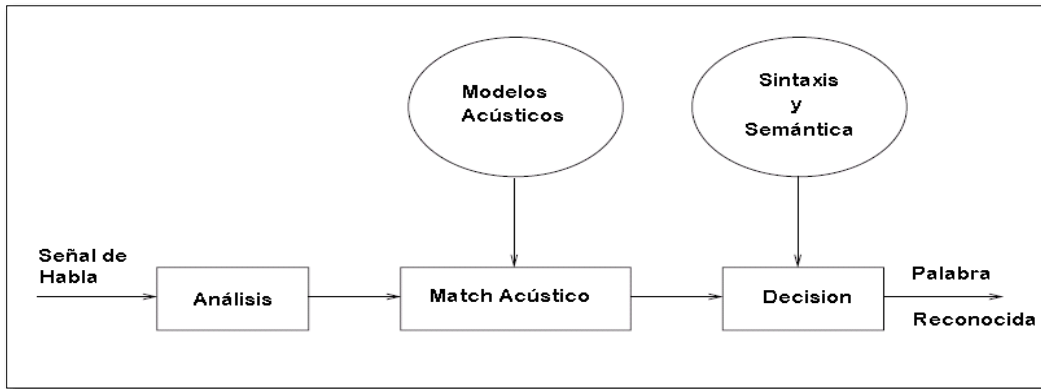 Modelos
Acústicos
Sintaxis
y
Semántica
Señal de
Habla
Análisis
Match Acústico
Decision
Palabra
Reconocida